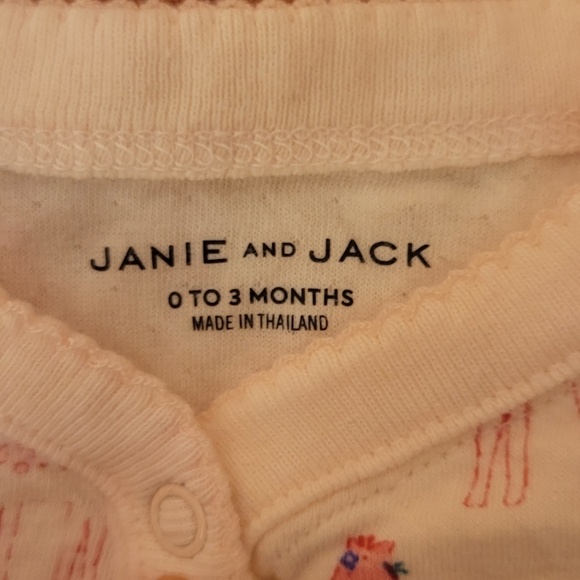 JANIE AND JACK
0 TO 3 MONTHS
MADE IN THAILAND